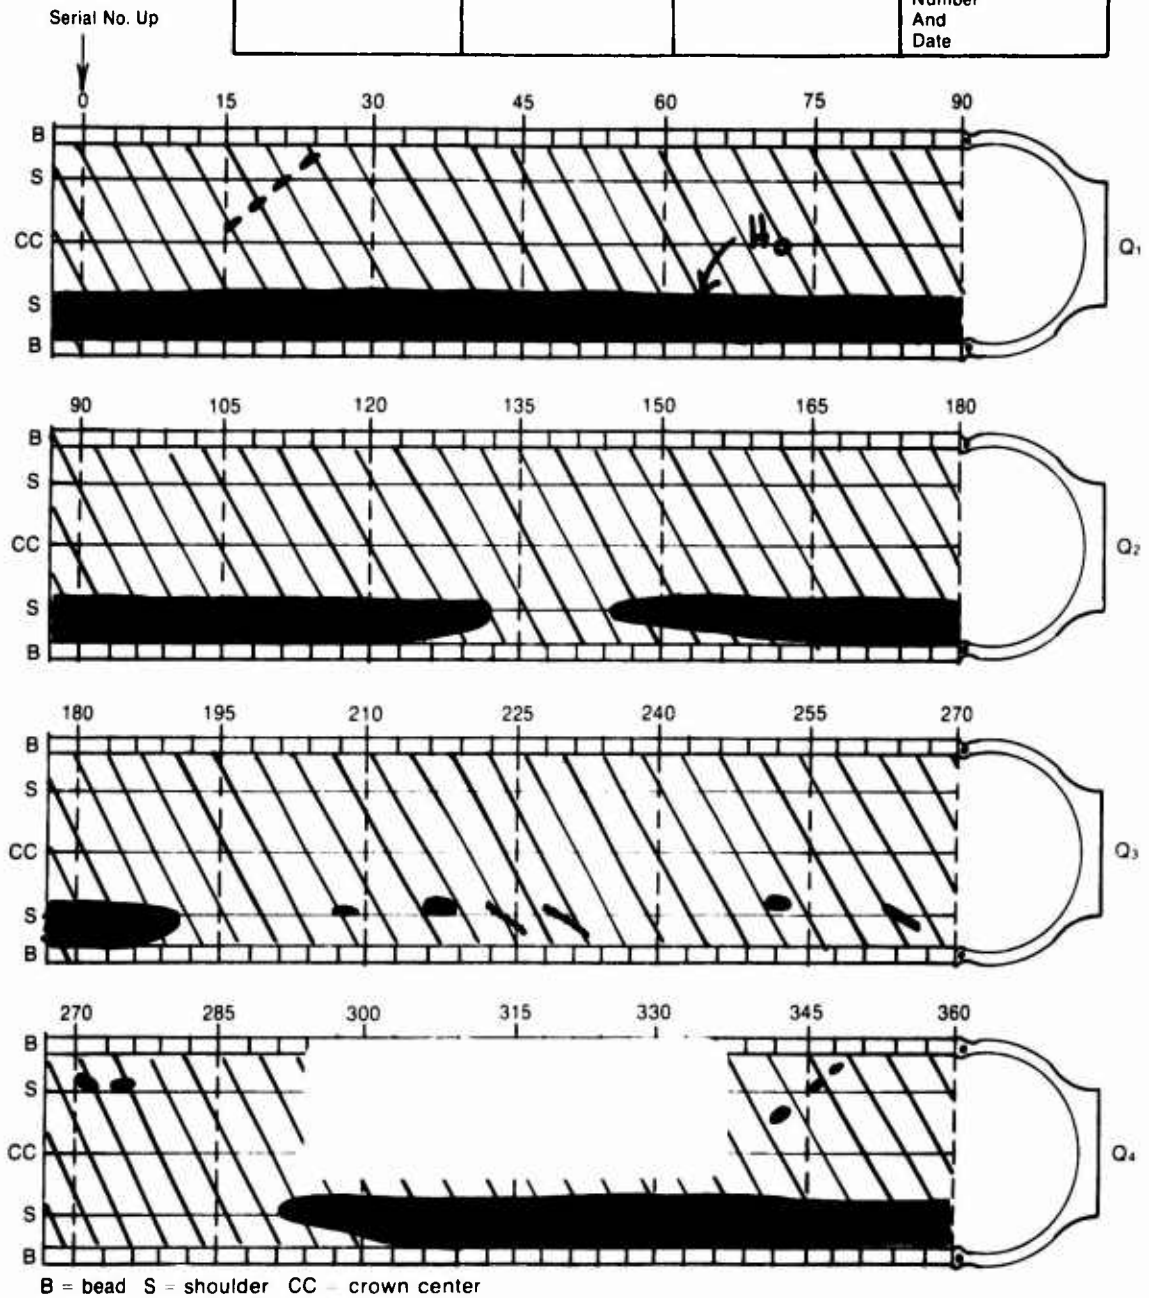 Number
And
Date
Serial No. Up
0 15 30 45 60 75 90
B
S
CC
S
B
Q₁
90 105 120 135 150 165 180
B
S
CC
S
B
Q₂
180 195 210 225 240 255 270
B
S
CC
S
B
Q₃
270 285 300 315 330 345 360
B
S
CC
S
B
Q₄
B = bead S = shoulder CC = crown center